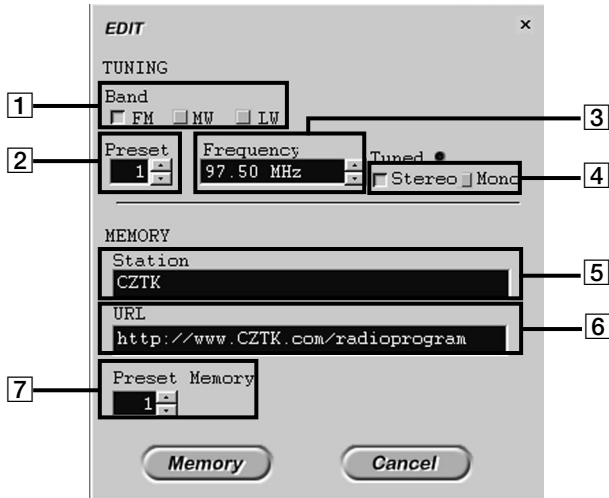 EDIT ×
TUNING
1 Band
FM MW LW
3
2 Preset Frequency Tuned
1 97.50 MHz
Stereo Mono 4
MEMORY
Station
CZTK 5
URL
http://www.CZTK.com/radioprogram 6
7 Preset Memory
1
Memory Cancel